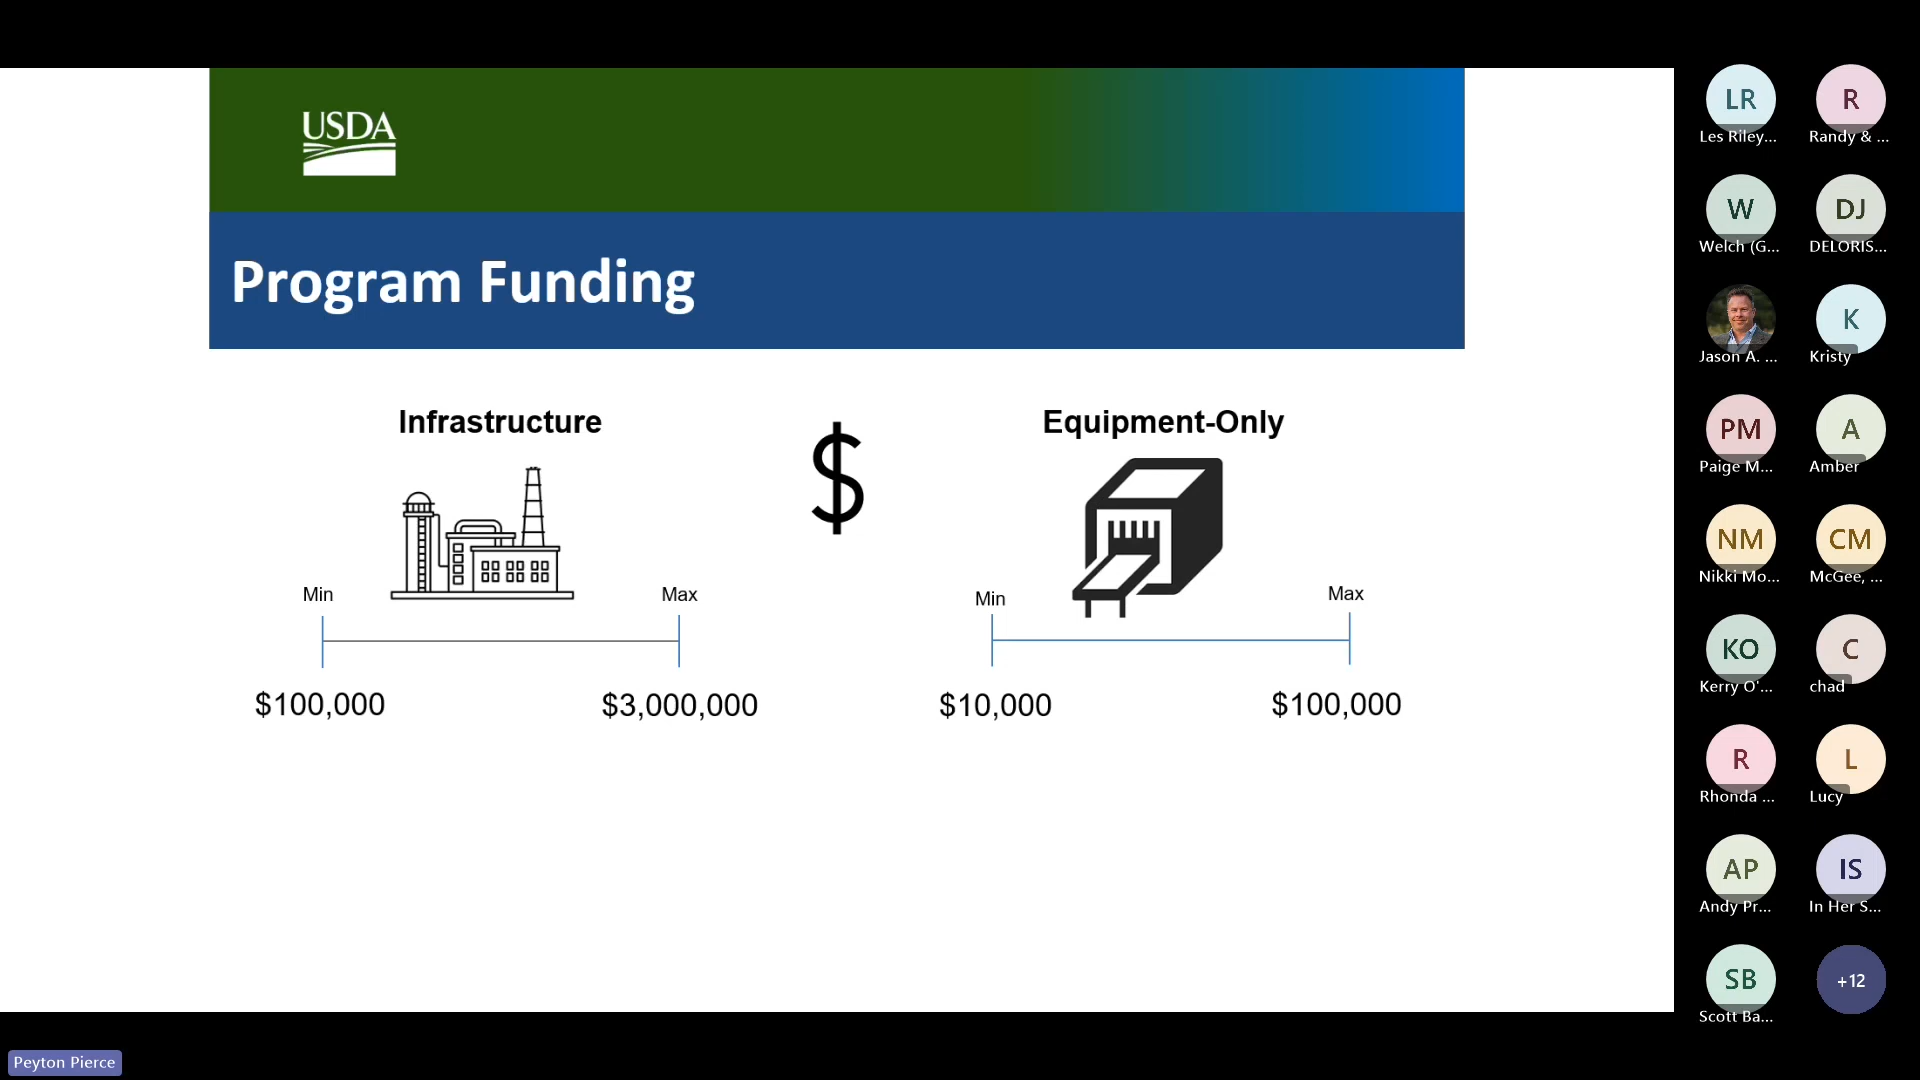 USDA
Program Funding
Infrastructure
$
Equipment-Only
Min
Max
Min
Max
$100,000
$3,000,000
$10,000
$100,000
LR
Les Riley...
R
Randy & ...
W
Welch (G...
DJ
DELORIS...
Jason A. ...
K
Kristy
PM
Paige M...
A
Amber
NM
Nikki Mo...
CM
McGee, ...
KO
Kerry O'...
C
chad
R
Rhonda ...
L
Lucy
AP
Andy Pr...
IS
In Her S...
SB
Scott Ba...
+12
Peyton Pierce